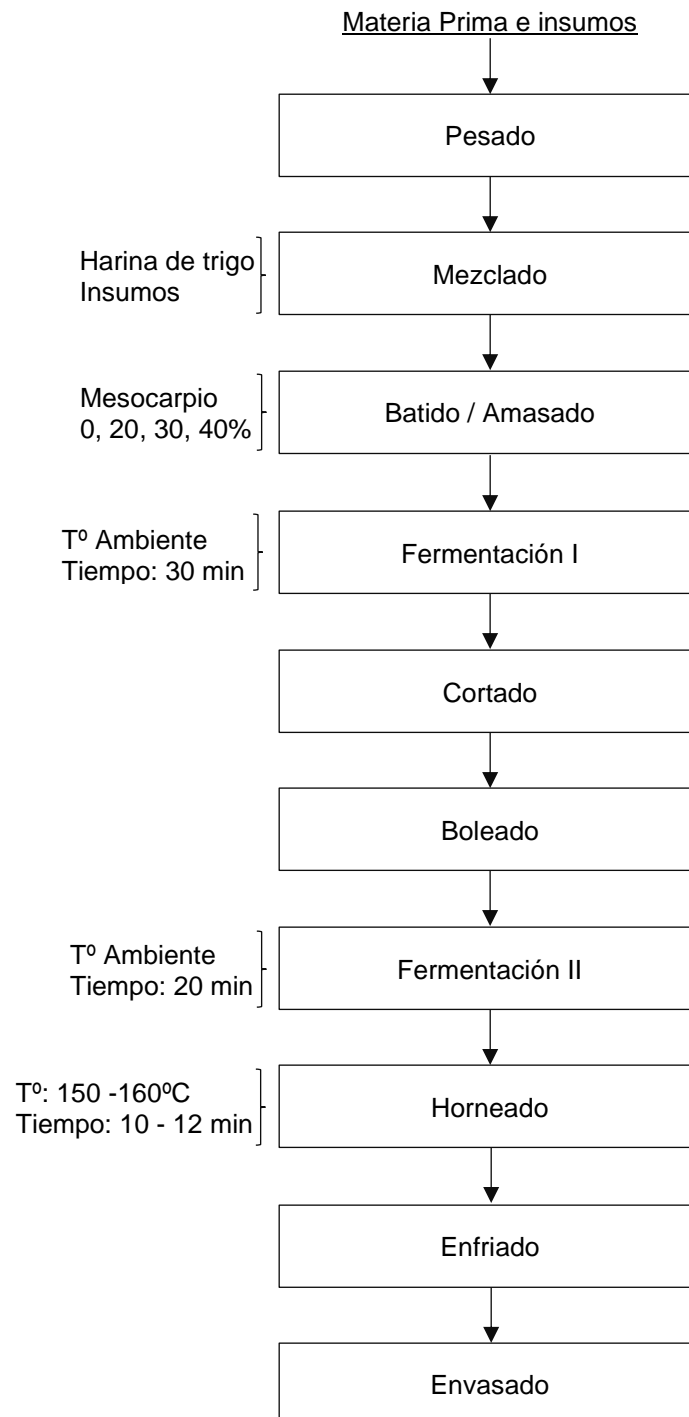 Materia Prima e insumos
Pesado
Harina de trigo
Insumos
Mezclado
Mesocarpio
0, 20, 30, 40%
Batido / Amasado
Tº Ambiente
Tiempo: 30 min
Fermentación I
Cortado
Boleado
Tº Ambiente
Tiempo: 20 min
Fermentación II
Tº: 150 -160ºC
Tiempo: 10 - 12 min
Horneado
Enfriado
Envasado